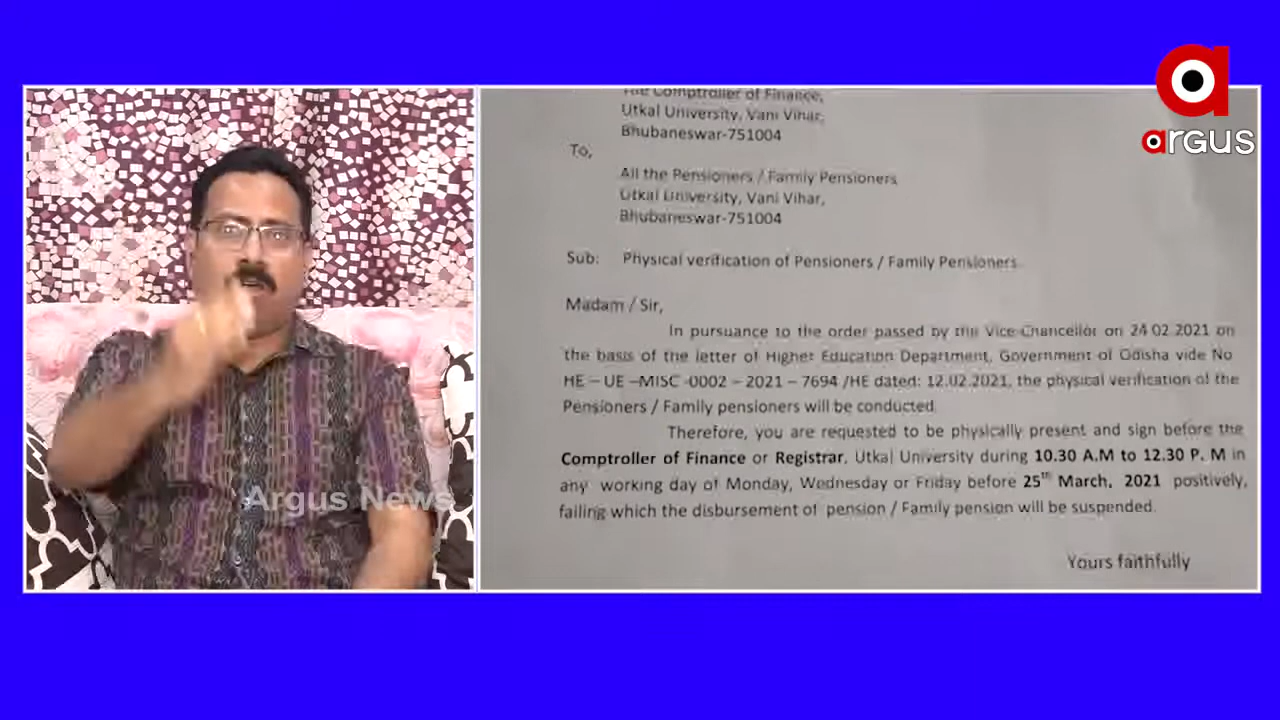 The Comptroller of Finance,
Utkal University, Vani Vihar,
Bhubaneswar-751004
To,
All the Pensioners / Family Pensioners
Utkal University, Vani Vihar,
Bhubaneswar-751004
Sub: Physical verification of Pensioners / Family Pensioners.
Madam / Sir,
In pursuance to the order passed by the Vice-Chancellor on 24.02.2021 on
the basis of the letter of Higher Education Department, Government of Odisha vide No
HE – UE –MISC -0002 – 2021 – 7694 /HE dated: 12.02.2021, the physical verification of the
Pensioners / Family pensioners will be conducted.
Therefore, you are requested to be physically present and sign before the
Comptroller of Finance or Registrar, Utkal University during 10.30 A.M to 12.30 P. M in
any working day of Monday, Wednesday or Friday before 25th March, 2021 positively,
failing which the disbursement of pension / Family pension will be suspended.
Yours faithfully
argus
Argus News